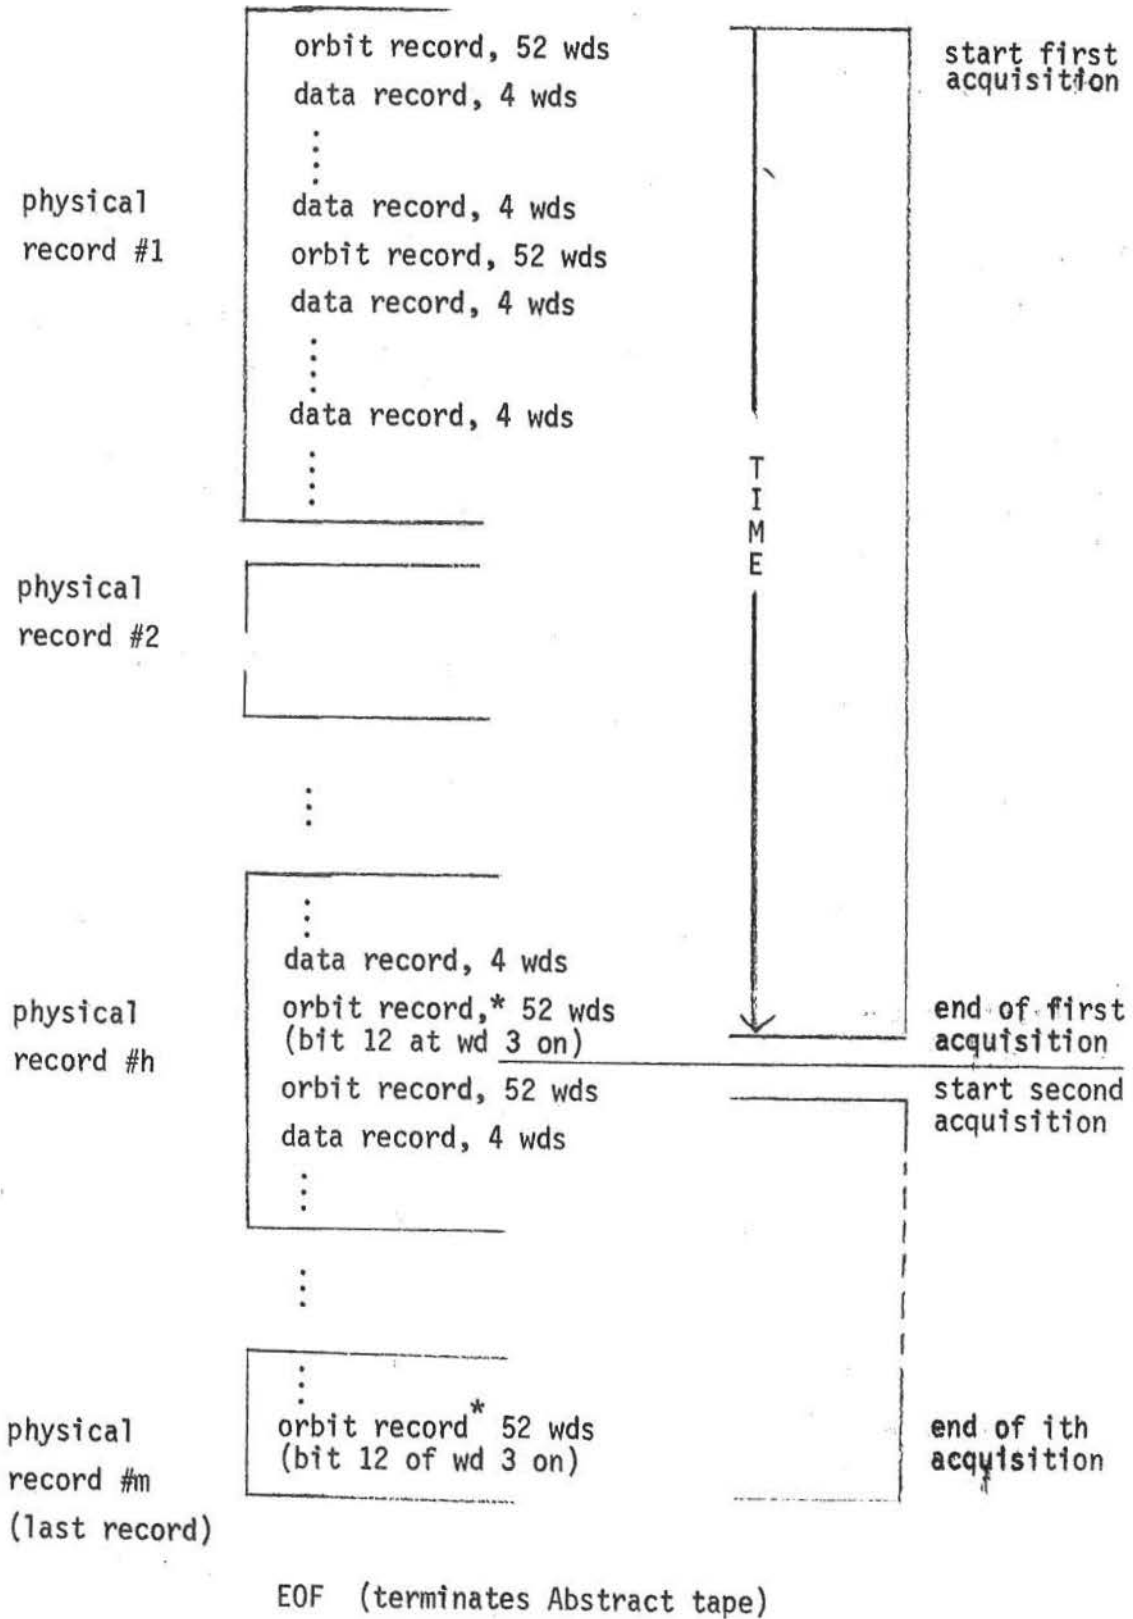 orbit record, 52 wds
data record, 4 wds
data record, 4 wds
orbit record, 52 wds
data record, 4 wds
data record, 4 wds
physical
record #1
start first
acquisition
TIME
physical
record #2
data record, 4 wds
orbit record,* 52 wds
(bit 12 at wd 3 on)
orbit record, 52 wds
data record, 4 wds
physical
record #h
end of first
acquisition
start second
acquisition
orbit record* 52 wds
(bit 12 of wd 3 on)
physical
record #m
(last record)
end of ith
acquisition
EOF (terminates Abstract tape)